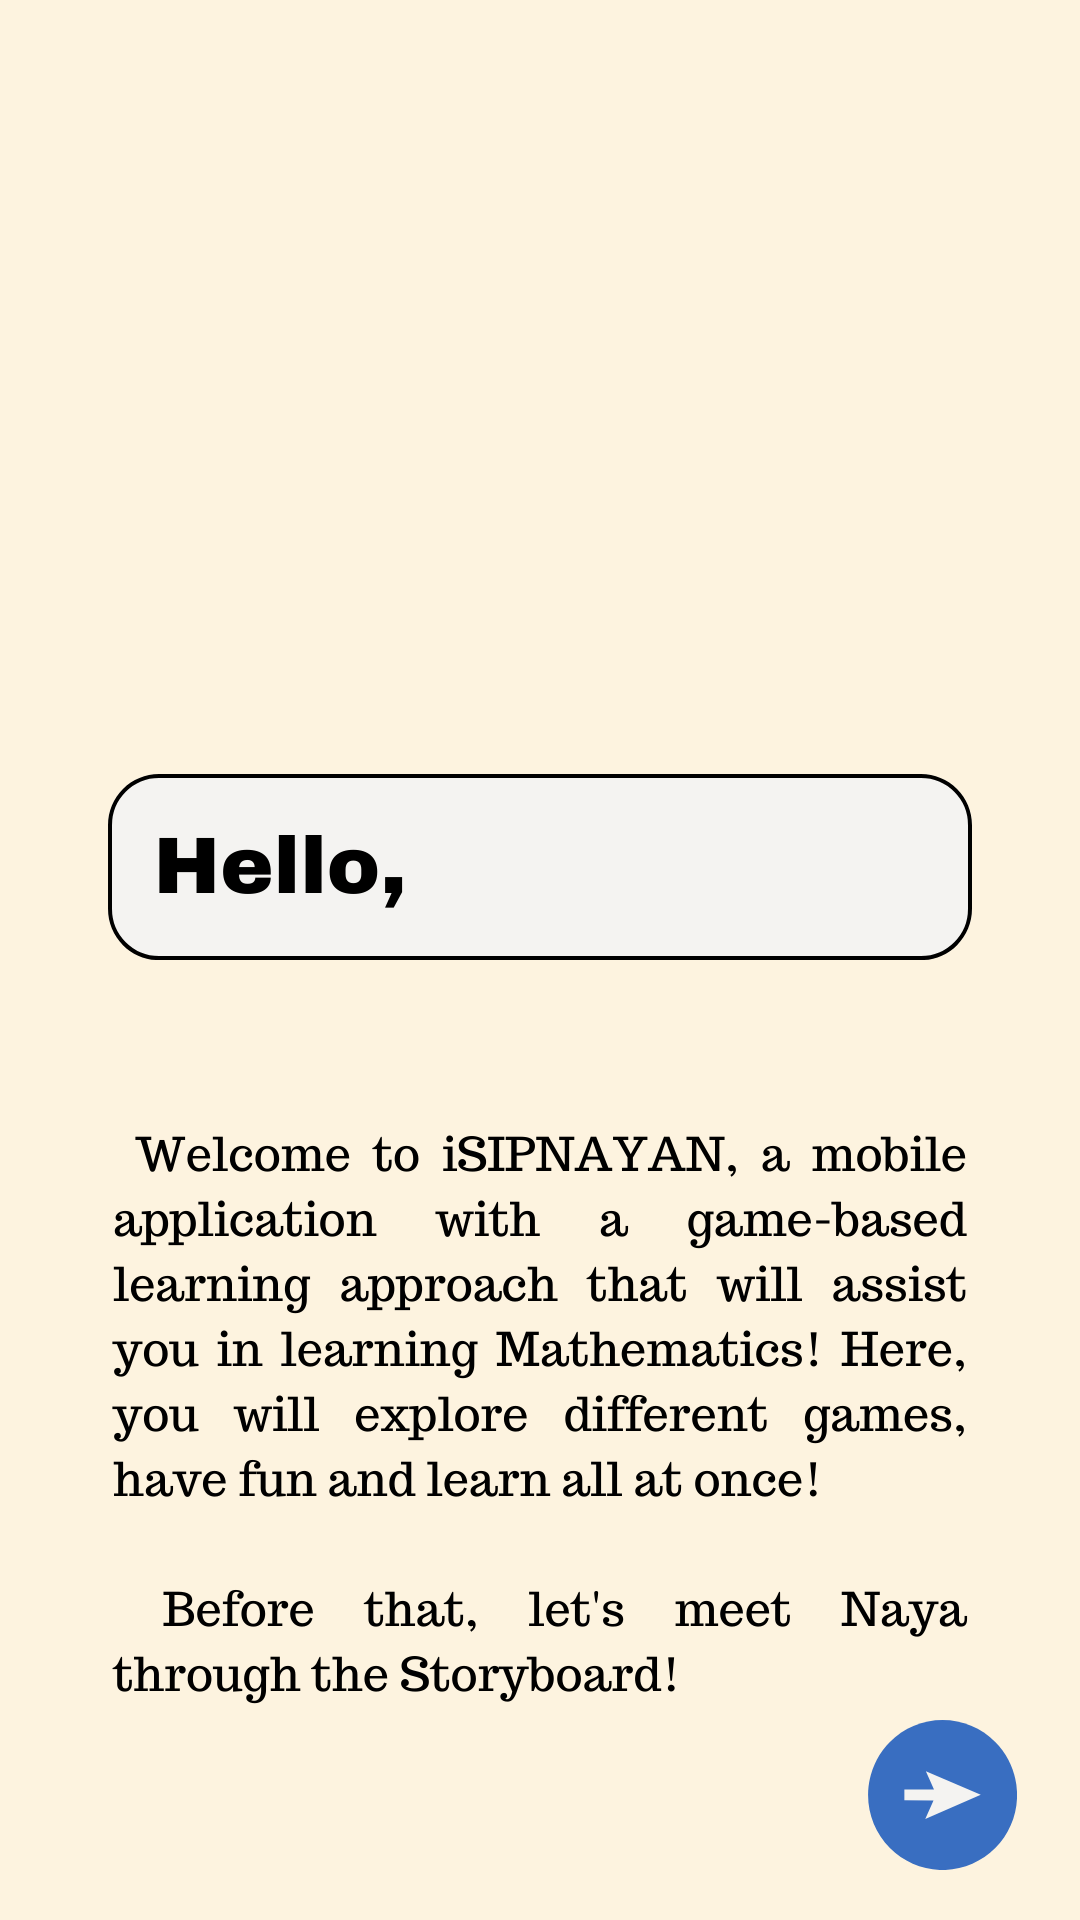 Hello,
Welcome to iSIPNAYAN, a mobile
application with a game-based
learning approach that will assist
you in learning Mathematics! Here,
you will explore different games,
have fun and learn all at once!
Before that, let's meet Naya
through the Storyboard!